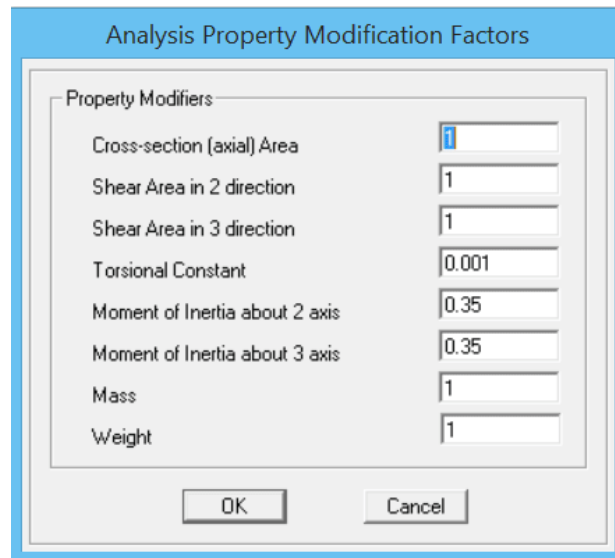 Analysis Property Modification Factors
Property Modifiers
Cross-section (axial) Area 1
Shear Area in 2 direction 1
Shear Area in 3 direction 1
Torsional Constant 0.001
Moment of Inertia about 2 axis 0.35
Moment of Inertia about 3 axis 0.35
Mass 1
Weight 1
OK Cancel